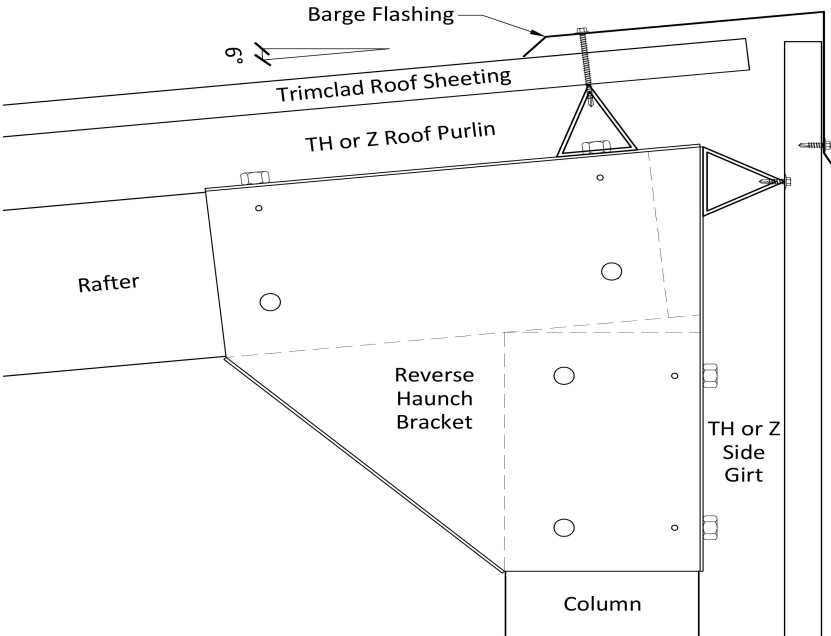 Barge Flashing
6°
Trimclad Roof Sheeting
TH or Z Roof Purlin
Rafter
Reverse
Haunch
Bracket
TH or Z
Side
Girt
Column